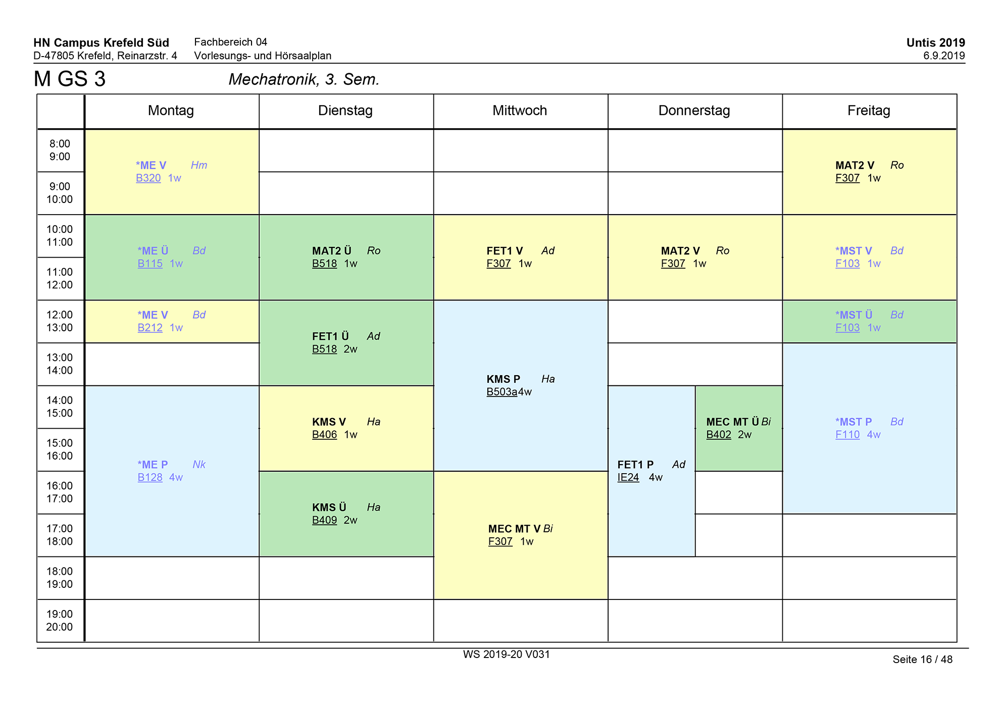 HN Campus Krefeld Süd Fachbereich 04 Untis 2019
D-47805 Krefeld, Reinarzstr. 4 Vorlesungs- und Hörsaalplan 6.9.2019
M GS 3 Mechatronik, 3. Sem.
Montag Dienstag Mittwoch Donnerstag Freitag
8:00
9:00
*ME V Hm
B320 1w
MAT2 V Ro
F307 1w
9:00
10:00
10:00
11:00
*ME Ü Bd
B115 1w
MAT2 Ü Ro
B518 1w
FET1 V Ad
F307 1w
MAT2 V Ro
F307 1w
*MST V Bd
F103 1w
11:00
12:00
12:00
13:00
*ME V Bd
B212 1w
FET1 Ü Ad
B518 2w
*MST Ü Bd
F103 1w
13:00
14:00
KMS P Ha
B503a4w
14:00
15:00
KMS V Ha
B406 1w
MEC MT Ü Bi
B402 2w
*MST P Bd
F110 4w
15:00
16:00
*ME P Nk
B128 4w
FET1 P Ad
IE24 4w
16:00
17:00
KMS Ü Ha
B409 2w
MEC MT V Bi
F307 1w
17:00
18:00
18:00
19:00
19:00
20:00
WS 2019-20 V031
Seite 16 / 48